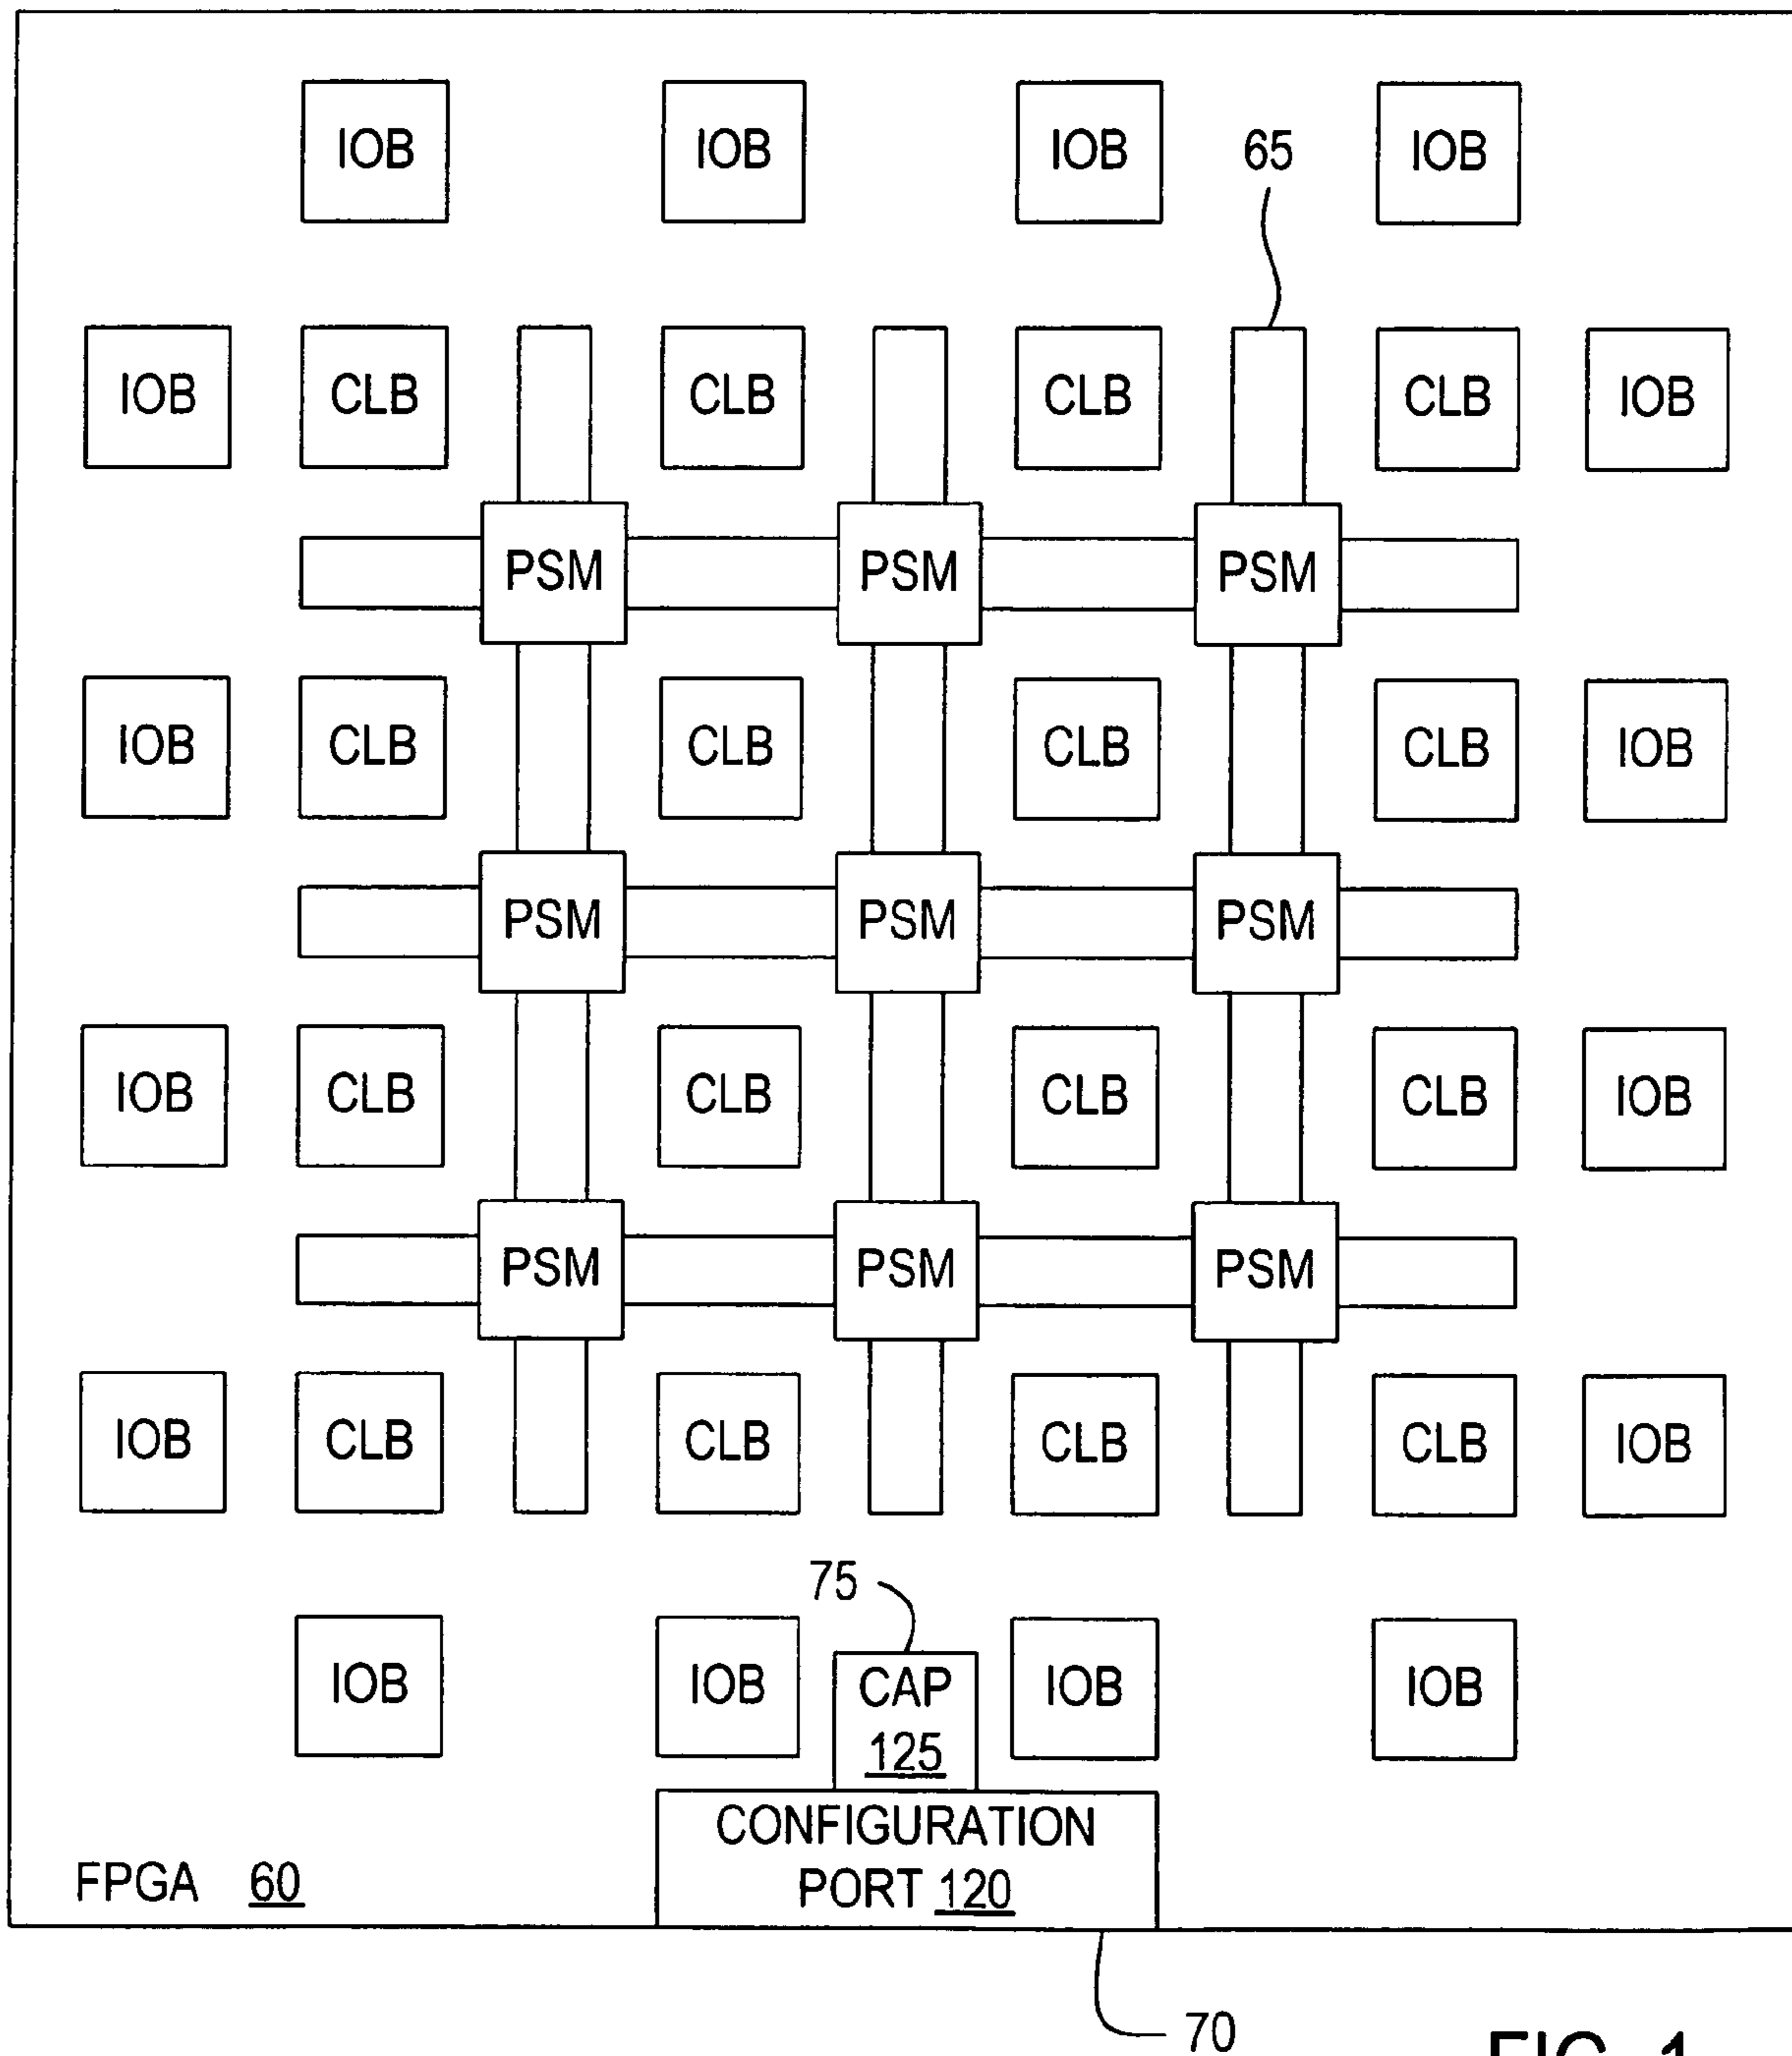 IOB IOB IOB 65 IOB
IOB CLB CLB CLB CLB IOB
PSM PSM PSM
IOB CLB CLB CLB CLB IOB
PSM PSM PSM
IOB CLB CLB CLB CLB IOB
PSM PSM PSM
IOB CLB CLB CLB CLB IOB
75
IOB IOB CAP IOB IOB
125
CONFIGURATION
FPGA 60 PORT 120
70
FIG. 1